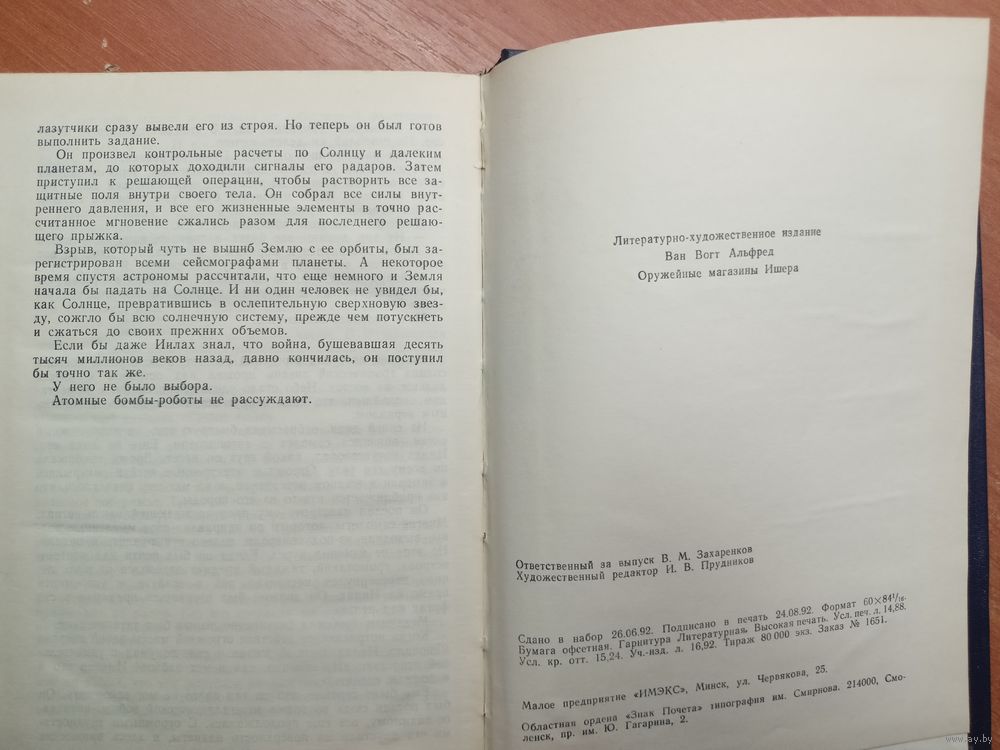 лазутчики сразу вывели его из строя. Но теперь он был готов
выполнить задание.
Он произвел контрольные расчеты по Солнцу и далеким
планетам, до которых доходили сигналы его радаров. Затем
приступил к решающей операции, чтобы растворить все за-
щитные поля внутри своего тела. Он собрал все силы внут-
реннего давления, и все его жизненные элементы в точно рас-
считанное мгновение сжались разом для последнего решаю-
щего прыжка.
Взрыв, который чуть не вышиб Землю с ее орбиты, был за-
регистрирован всеми сейсмографами планеты. А некоторое
время спустя астрономы рассчитали, что еще немного и Земля
начала бы падать на Солнце. И ни один человек не увидел бы,
как Солнце, превратившись в ослепительную сверхновую звез-
ду, сожгло бы всю солнечную систему, прежде чем потускнеть
и сжаться до своих прежних объемов.
Если бы даже Иилах знал, что война, бушевавшая десять
тысяч миллионов веков назад, давно кончилась, он поступил
бы точно так же.
У него не было выбора.
Атомные бомбы-роботы не рассуждают.
Литературно-художественное издание
Ван Вогт Альфред
Оружейные магазины Ишера
Ответственный за выпуск В. М. Захаренков
Художественный редактор И. В. Прудников
Сдано в набор 26.06.92. Подписано в печать 24.08.92. Формат 60×84¹/₁₆.
Бумага офсетная. Гарнитура Литературная. Высокая печать. Усл. печ. л. 14,88.
Усл. кр. отт. 15,24. Уч.-изд. л. 16,92. Тираж 80 000 экз. Заказ № 1651.
Малое предприятие «ИМЭКС», Минск, ул. Червякова, 25.
Областная ордена «Знак Почета» типография им. Смирнова. 214000, Смо-
ленск, пр. им. Ю. Гагарина, 2.
www.ay.by